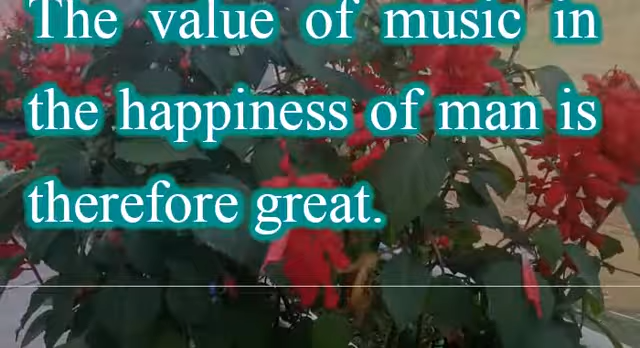 The value of music in
the happiness of man is
therefore great.